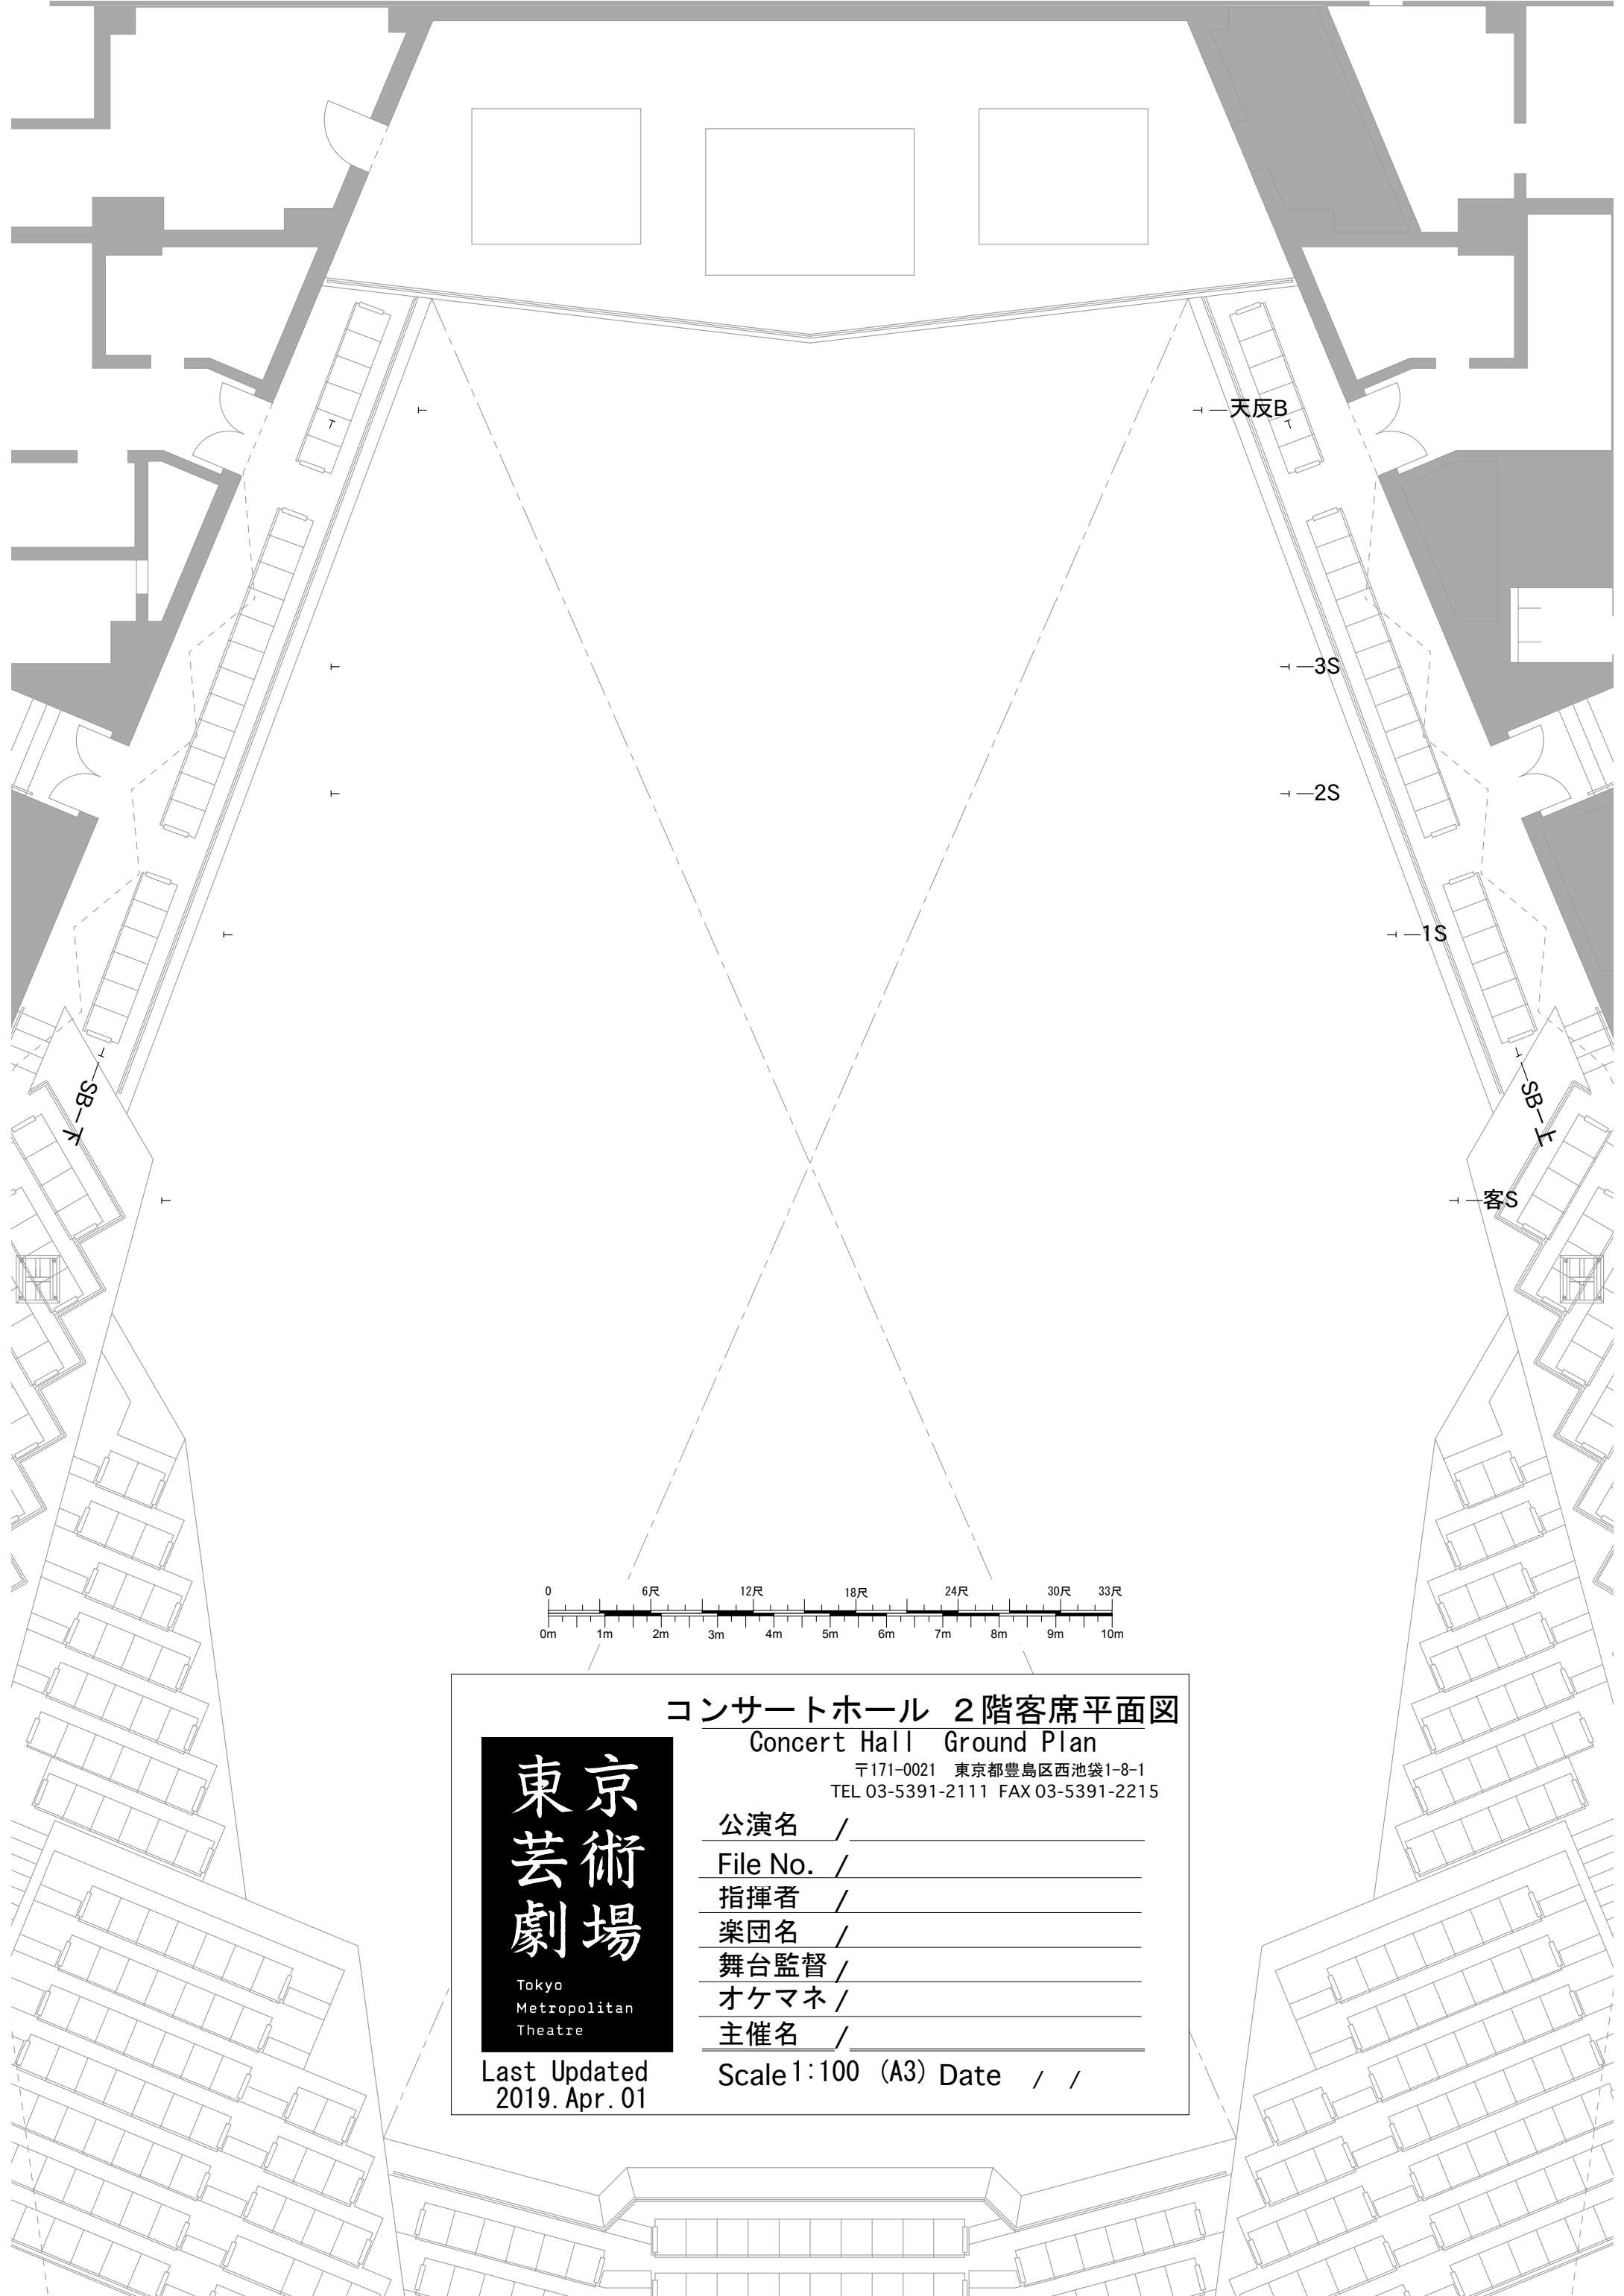 天反B
3S
2S
1S
SB-下
SB-上
客S
0 6尺 12尺 18尺 24尺 30尺 33尺
0m 1m 2m 3m 4m 5m 6m 7m 8m 9m 10m
コンサートホール ２階客席平面図
Concert Hall Ground Plan
〒171-0021 東京都豊島区西池袋1-8-1
TEL 03-5391-2111 FAX 03-5391-2215
東京
芸術
劇場
Tokyo
Metropolitan
Theatre
Last Updated
2019.Apr.01
公演名 /
File No. /
指揮者 /
楽団名 /
舞台監督 /
オケマネ /
主催名 /
Scale 1:100 (A3) Date / /